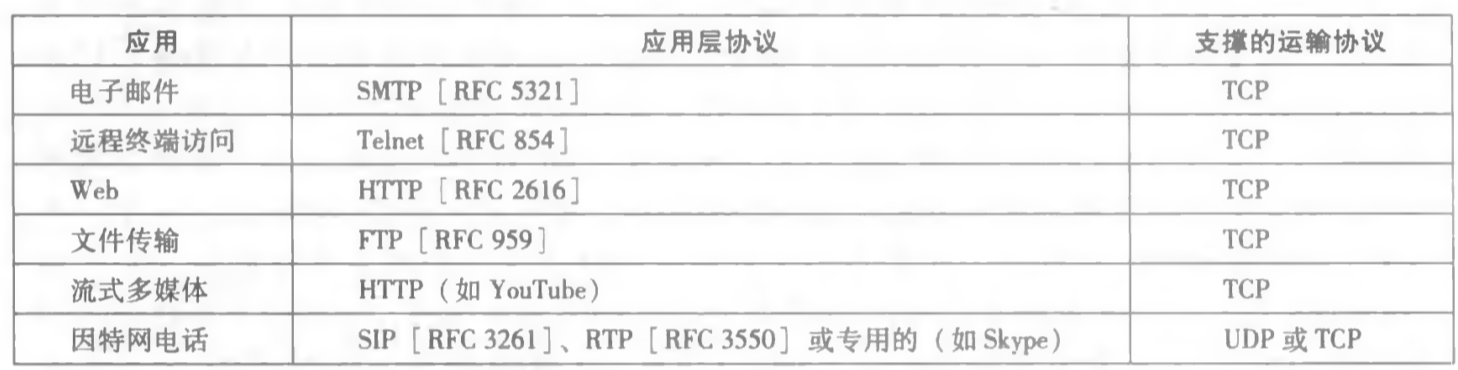 应用 应用层协议 支撑的运输协议
电子邮件 SMTP [RFC 5321] TCP
远程终端访问 Telnet [RFC 854] TCP
Web HTTP [RFC 2616] TCP
文件传输 FTP [RFC 959] TCP
流式多媒体 HTTP（如 YouTube） TCP
因特网电话 SIP [RFC 3261]、RTP [RFC 3550] 或专用的（如 Skype） UDP 或 TCP